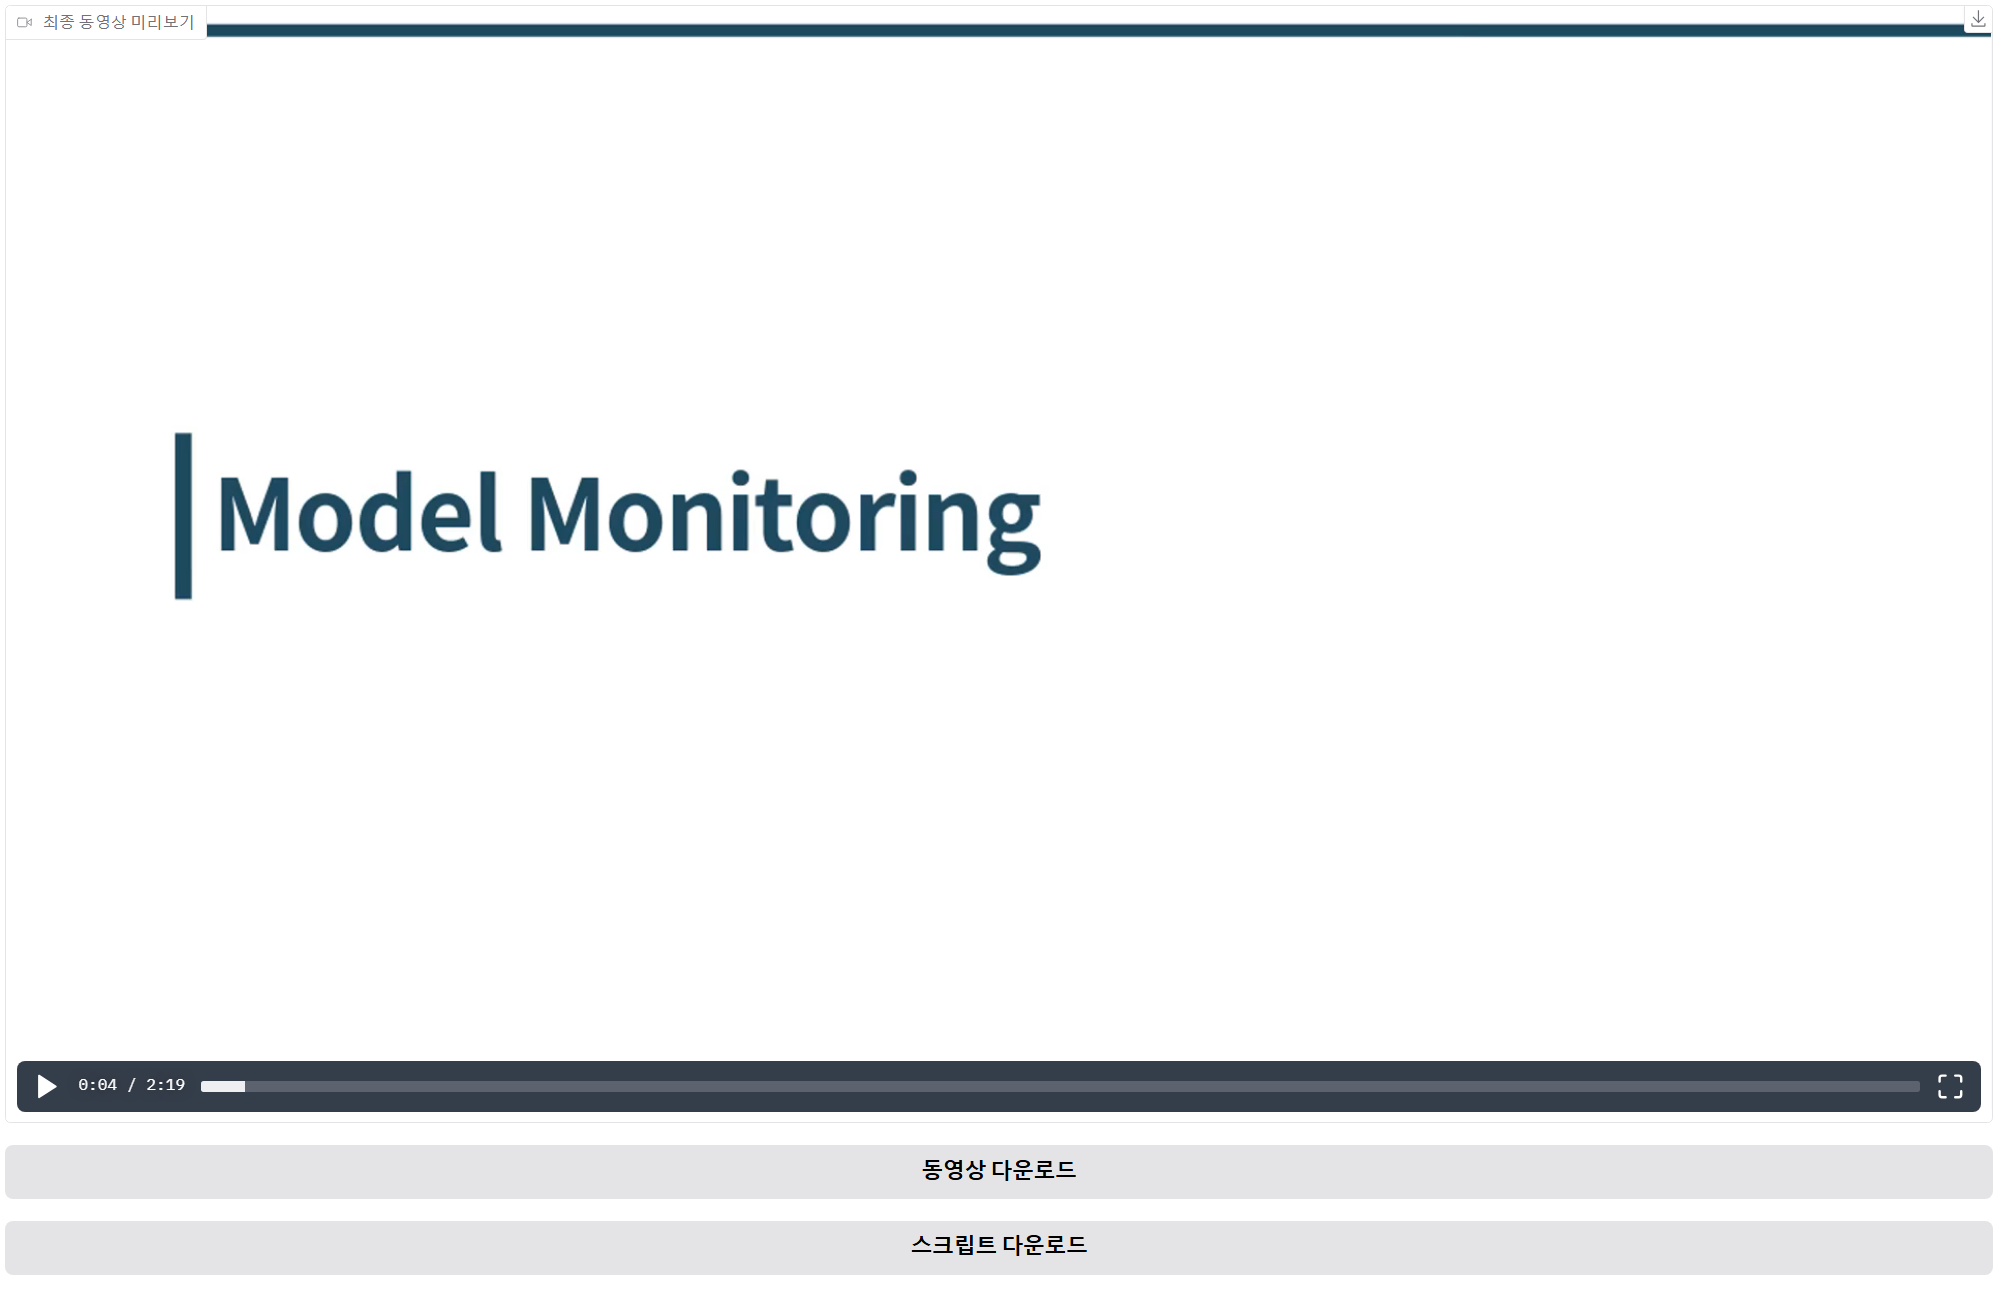 최종 동영상 미리보기
Model Monitoring
0:04 / 2:19
동영상 다운로드
스크립트 다운로드